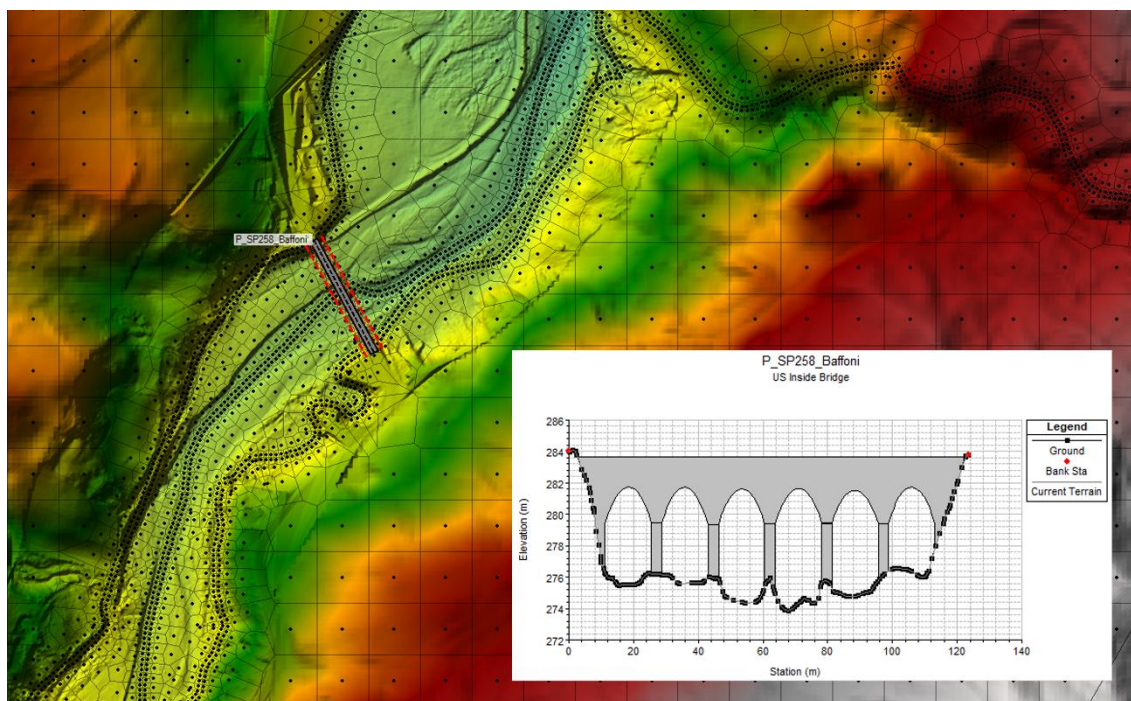 P_SP258_Baffoni
P_SP258_Baffoni
US Inside Bridge
Elevation (m)
286
284
282
280
278
276
274
272
0
20
40
60
80
100
120
140
Station (m)
Legend
Ground
Bank Sta
Current Terrain